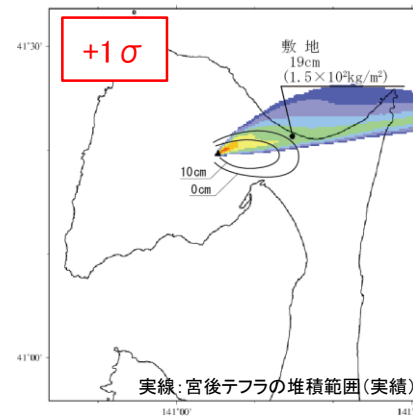 +1σ
41°30'
敷 地
19cm
(1.5×10²kg/m²)
10cm
0cm
41°00'
実線:宮後テフラの堆積範囲(実績)
141°00'